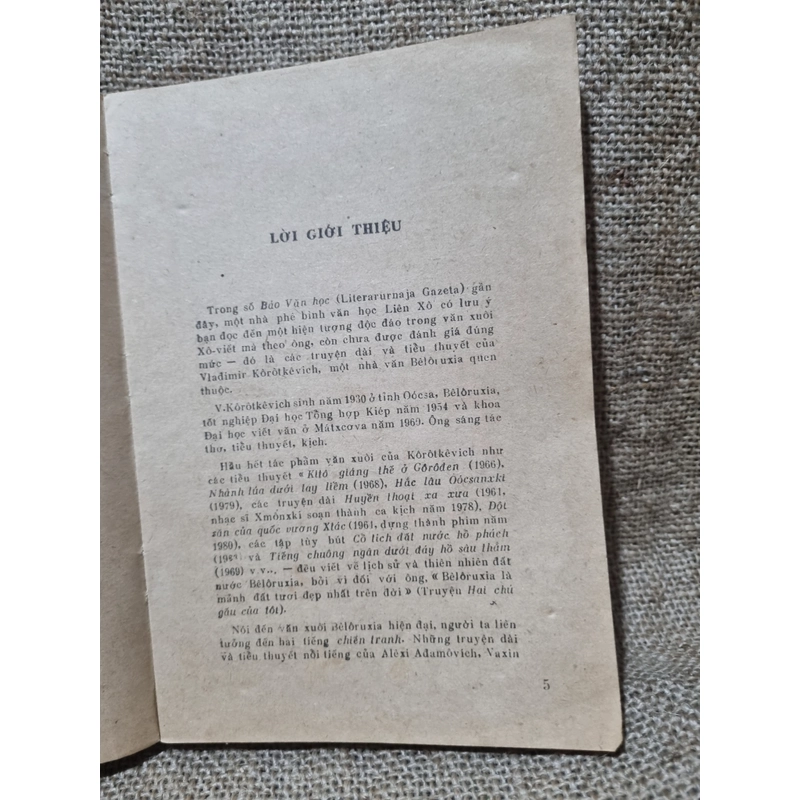 LỜI GIỚI THIỆU
Trong số Báo Văn học (Literarurnaja Gazeta) gần
đây, một nhà phê bình văn học Liên Xô có lưu ý
bạn đọc đến một hiện tượng độc đáo trong văn xuôi
Xô-viết mà theo ông, còn chưa được đánh giá đúng
mức — đó là các truyện dài và tiểu thuyết của
Vlađimir Kôrôtkêvich, một nhà văn Bêlôruxia quen
thuộc.
V.Kôrôtkêvich sinh năm 1930 ở tỉnh Oócsa, Bêlôruxia,
tốt nghiệp Đại học Tổng hợp Kiép năm 1954 và khoa
Đại học viết văn ở Mátxcơva năm 1960. Ông sáng tác
thơ, tiểu thuyết, kịch.
Hầu hết tác phẩm văn xuôi của Kôrôtkêvich như
các tiểu thuyết « Kitô giáng thế ở Gôrôđen (1966),
Nhành lúa dưới tay liềm (1968), Hắc lâu Oócsanxki
(1979), các truyện dài Huyền thoại xa xưa (1961,
nhạc sĩ Xmônxki soạn thành ca kịch năm 1978), Đột
săn của quốc vương Xtác (1964, dựng thành phim năm
1980), các tập tùy bút Cổ tích đất nước hổ phách
và Tiếng chuông ngân dưới đáy hồ sâu thẳm
(1969) v.v... — đều viết về lịch sử và thiên nhiên đất
nước Bêlôruxia, bởi vì đối với ông, « Bêlôruxia là
mảnh đất tươi đẹp nhất trên đời » (Truyện Hai chú
gấu của tôi).
Nói đến văn xuôi Bêlôruxia hiện đại, người ta liên
tưởng đến hai tiếng chiến tranh. Những truyện dài
và tiểu thuyết nổi tiếng của Alêxi Ađamôvich, Vaxin
5